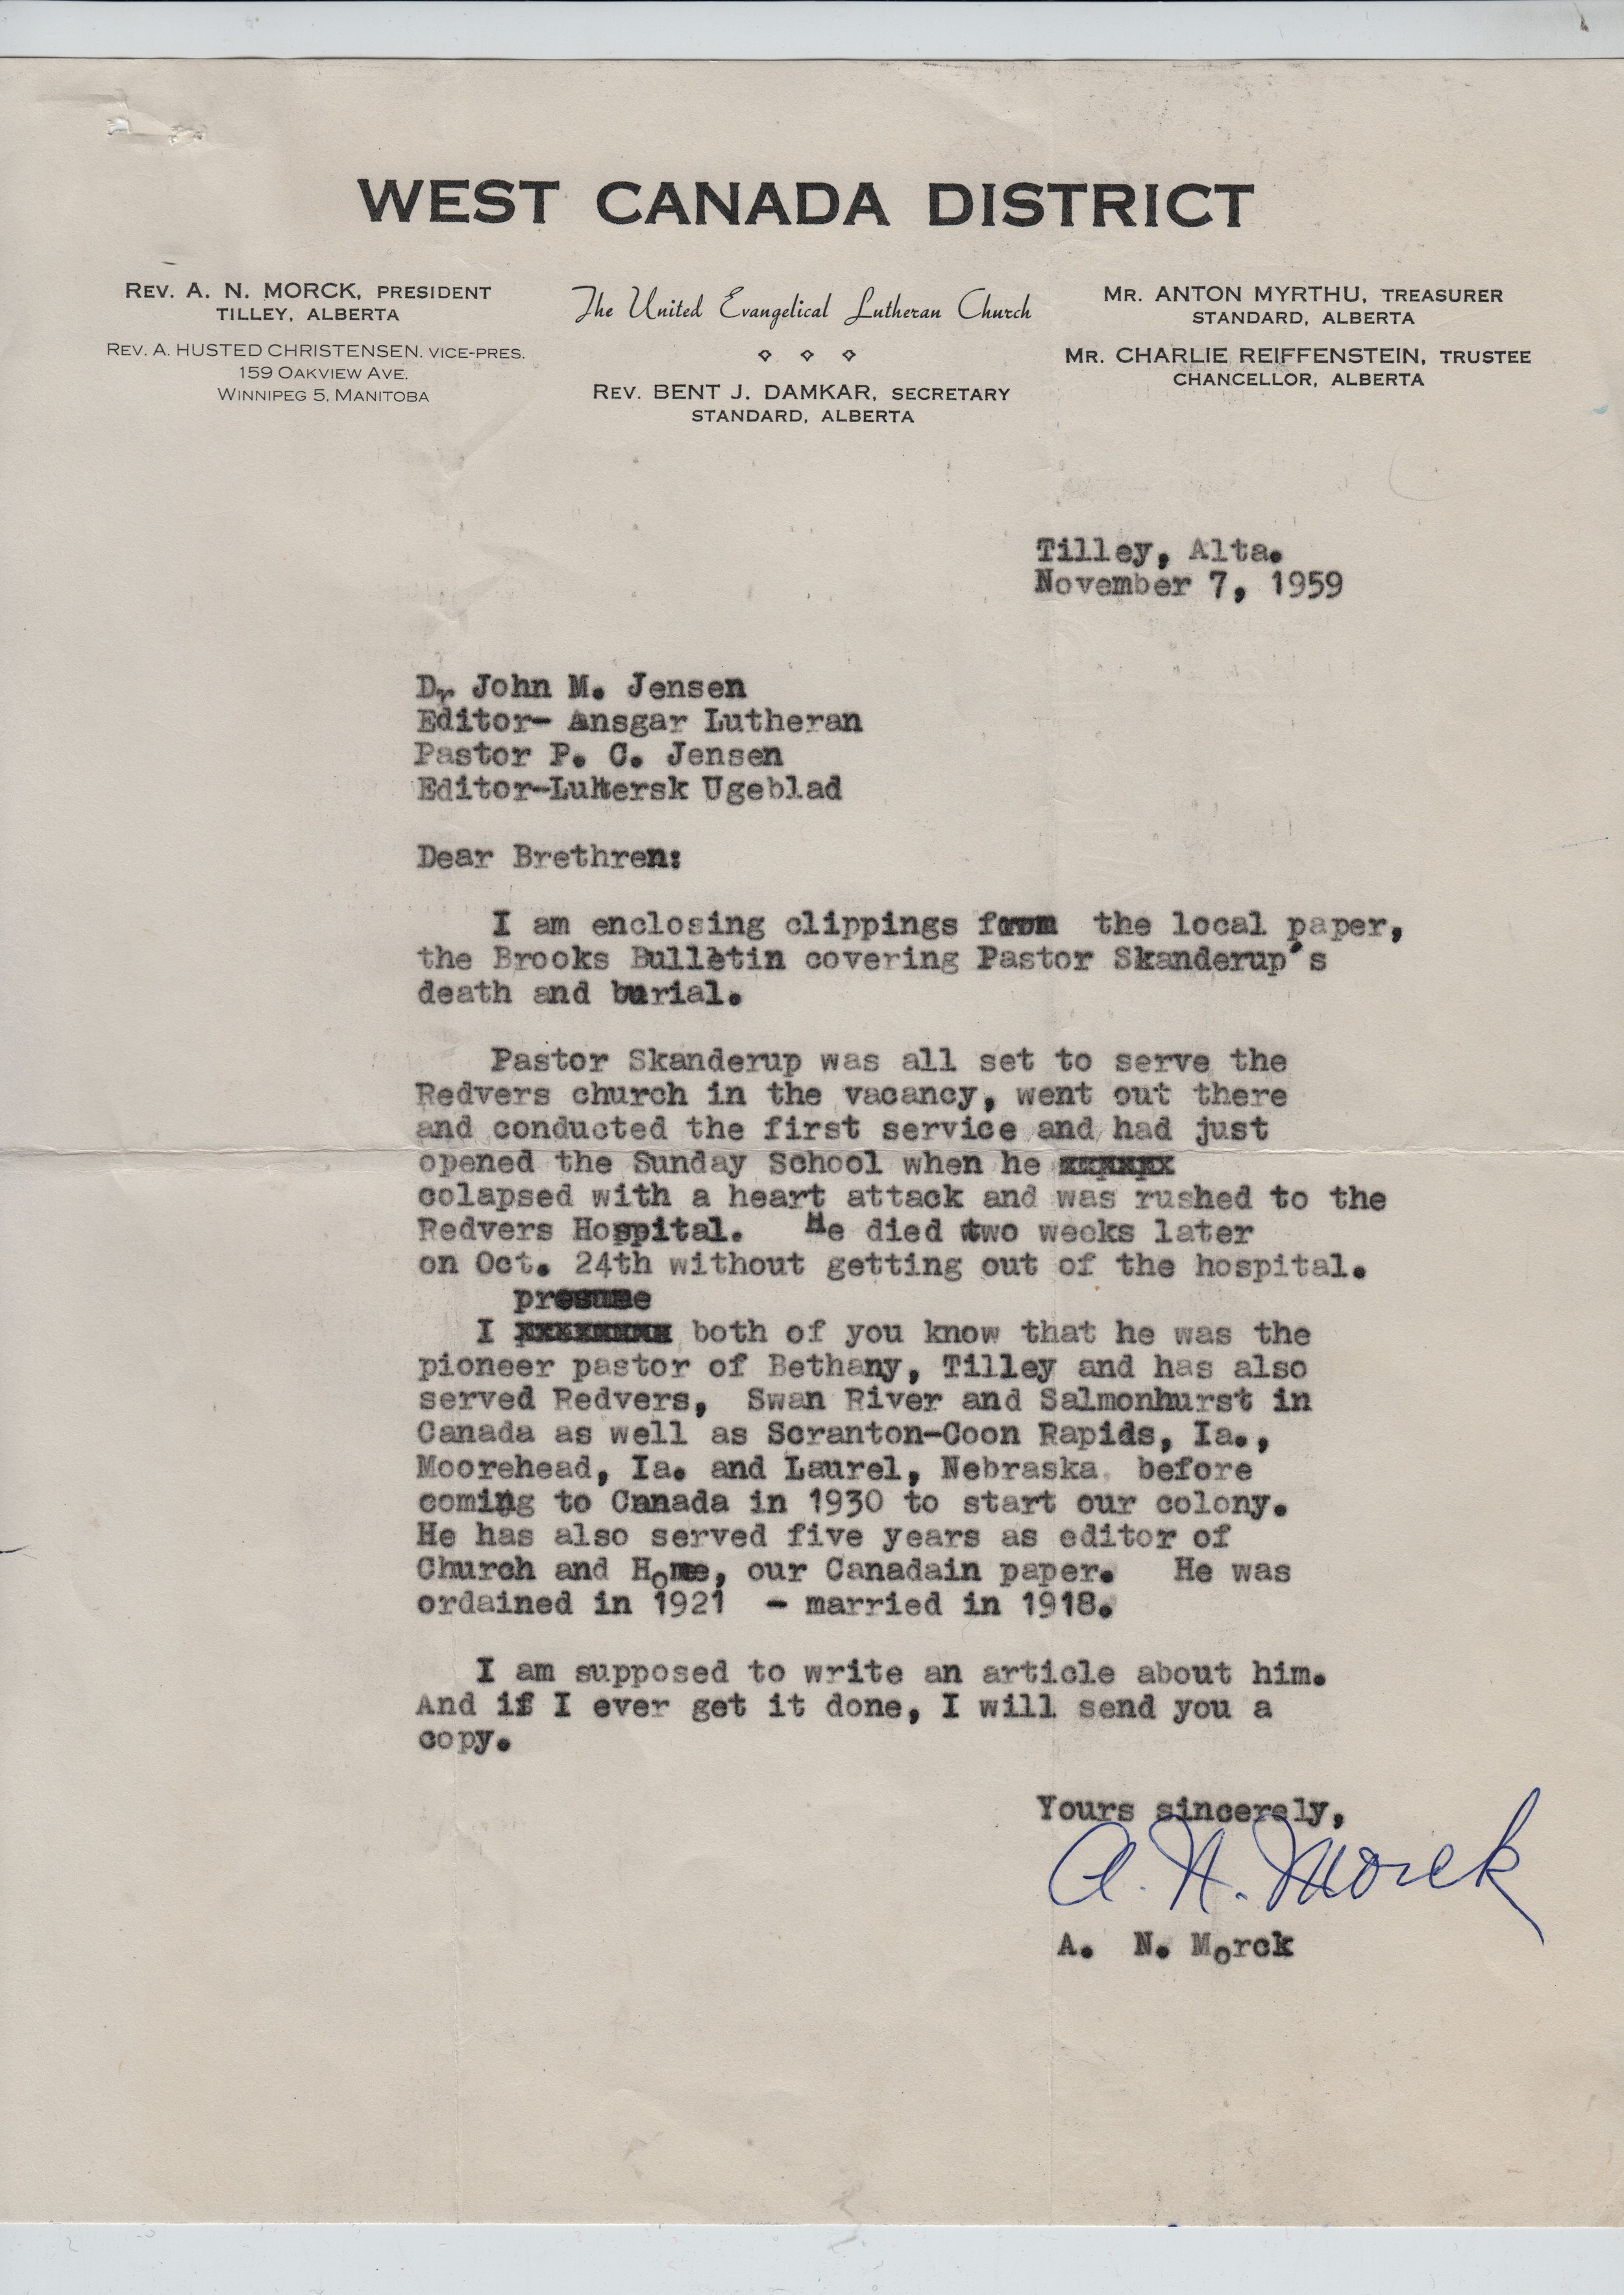 WEST CANADA DISTRICT
REV. A. N. MORCK, PRESIDENT
TILLEY, ALBERTA
REV. A. HUSTED CHRISTENSEN. VICE-PRES.
159 OAKVIEW AVE.
WINNIPEG 5, MANITOBA
The United Evangelical Lutheran Church
REV. BENT J. DAMKAR, SECRETARY
STANDARD, ALBERTA
MR. ANTON MYRTHU, TREASURER
STANDARD, ALBERTA
MR. CHARLIE REIFFENSTEIN, TRUSTEE
CHANCELLOR, ALBERTA
Tilley, Alta.
November 7, 1959
Dr John M. Jensen
Editor- Ansgar Lutheran
Pastor P. C. Jensen
Editor-Luthersk Ugeblad
Dear Brethren:
I am enclosing clippings from the local paper,
the Brooks Bulletin covering Pastor Skanderup's
death and burial.
Pastor Skanderup was all set to serve the
Redvers church in the vacancy, went out there
and conducted the first service and had just
opened the Sunday School when he xxxxxx
colapsed with a heart attack and was rushed to the
Redvers Hospital. He died two weeks later
on Oct. 24th without getting out of the hospital.
presume
I xxxxxxxx both of you know that he was the
pioneer pastor of Bethany, Tilley and has also
served Redvers, Swan River and Salmonhurst in
Canada as well as Scranton-Coon Rapids, Ia.,
Moorehead, Ia. and Laurel, Nebraska before
coming to Canada in 1930 to start our colony.
He has also served five years as editor of
Church and Home, our Canadain paper. He was
ordained in 1921 - married in 1918.
I am supposed to write an article about him.
And if I ever get it done, I will send you a
copy.
Yours sincerely,
A. N. Morck
A. N. Morck